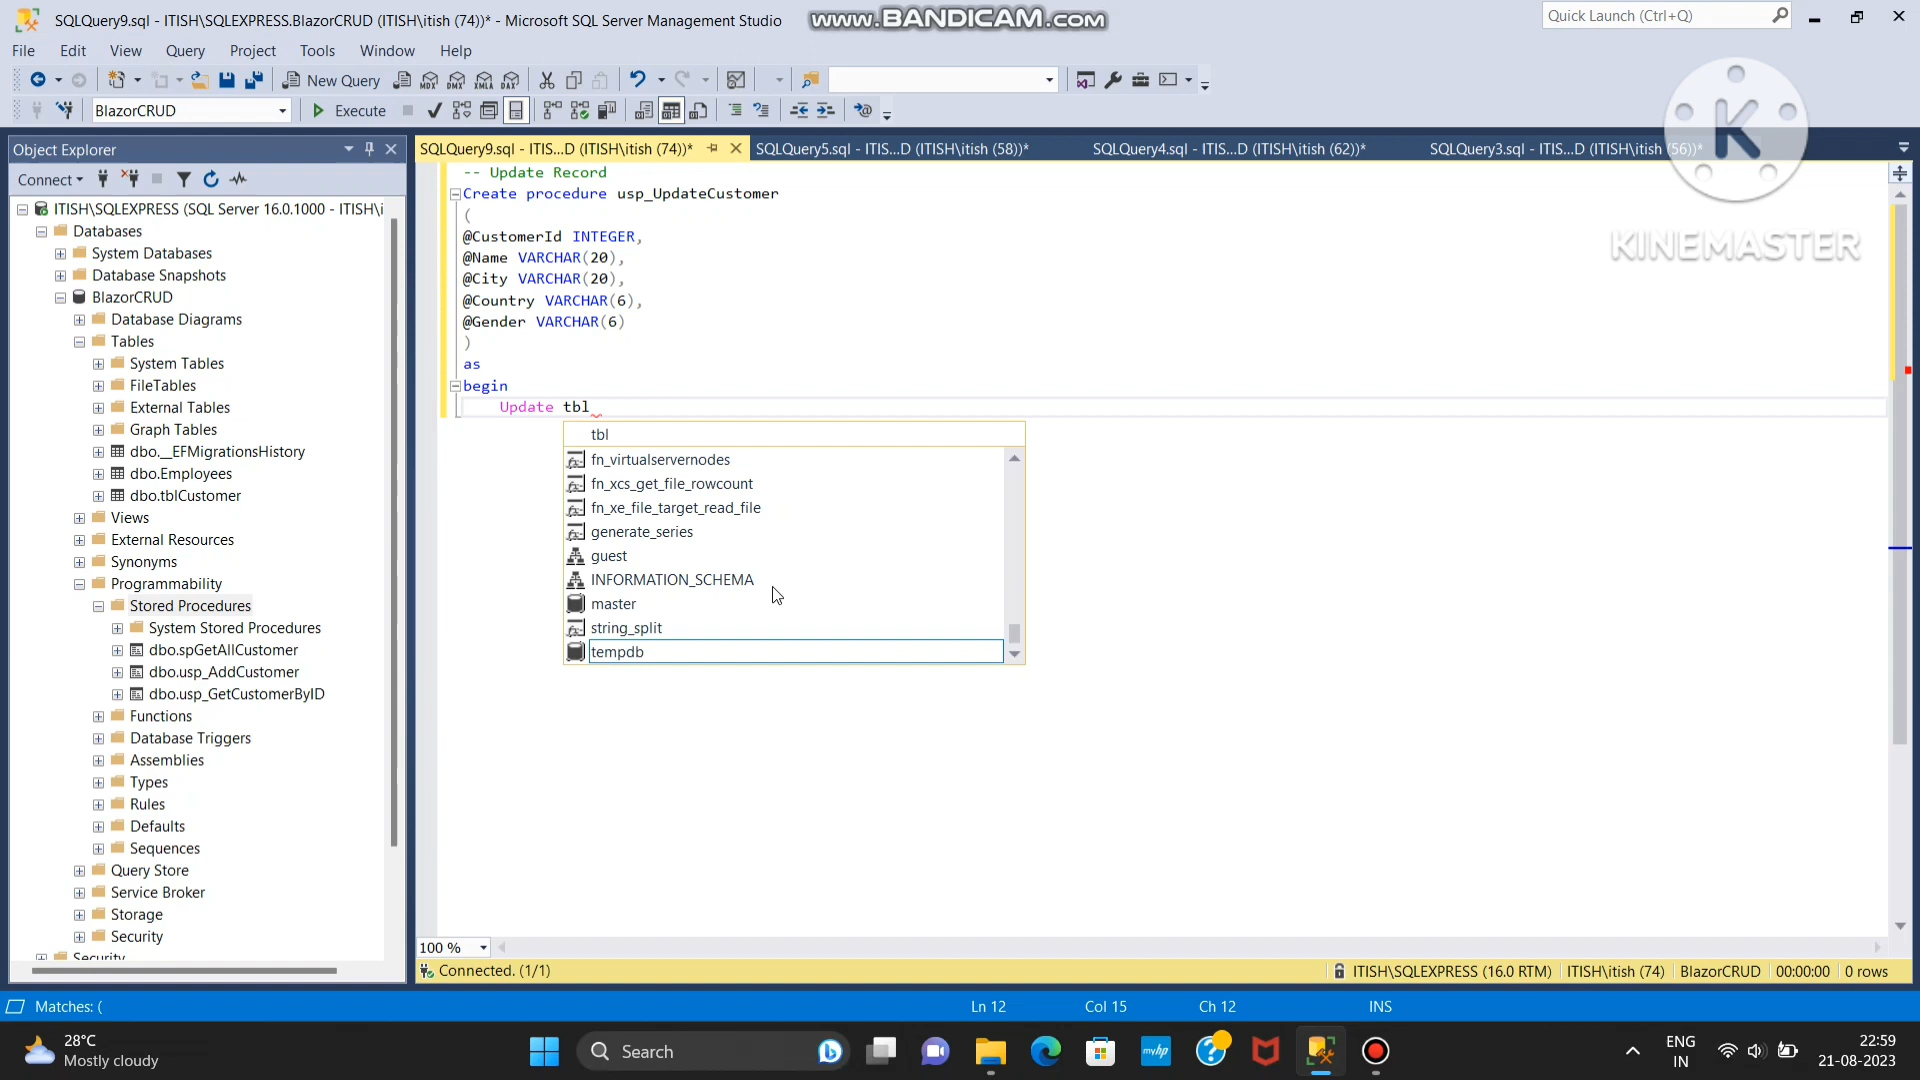 SQLQuery9.sql - ITISH\SQLEXPRESS.BlazorCRUD (ITISH\itish (74))* - Microsoft SQL Server Management Studio
www.BANDICAM.com
Quick Launch (Ctrl+Q)
File Edit View Query Project Tools Window Help
New Query
MDX DMX XMLA DAX
BlazorCRUD
Execute
K
KINEMASTER
Object Explorer
SQLQuery9.sql - ITIS...D (ITISH\itish (74))*
SQLQuery5.sql - ITIS...D (ITISH\itish (58))*
SQLQuery4.sql - ITIS...D (ITISH\itish (62))*
SQLQuery3.sql - ITIS...D (ITISH\itish (56))*
Connect
ITISH\SQLEXPRESS (SQL Server 16.0.1000 - ITISH\i
Databases
System Databases
Database Snapshots
BlazorCRUD
Database Diagrams
Tables
System Tables
FileTables
External Tables
Graph Tables
dbo.__EFMigrationsHistory
dbo.Employees
dbo.tblCustomer
Views
External Resources
Synonyms
Programmability
Stored Procedures
System Stored Procedures
dbo.spGetAllCustomer
dbo.usp_AddCustomer
dbo.usp_GetCustomerByID
Functions
Database Triggers
Assemblies
Types
Rules
Defaults
Sequences
Query Store
Service Broker
Storage
Security
Security
-- Update Record
Create procedure usp_UpdateCustomer
(
@CustomerId INTEGER,
@Name VARCHAR(20),
@City VARCHAR(20),
@Country VARCHAR(6),
@Gender VARCHAR(6)
)
as
begin
Update tbl
tbl
fn_virtualservernodes
fn_xcs_get_file_rowcount
fn_xe_file_target_read_file
generate_series
guest
INFORMATION_SCHEMA
master
string_split
tempdb
100 %
Connected. (1/1)
ITISH\SQLEXPRESS (16.0 RTM)
ITISH\itish (74)
BlazorCRUD
00:00:00
0 rows
Matches: (
Ln 12
Col 15
Ch 12
INS
28°C
Mostly cloudy
Search
myhp
ENG
IN
22:59
21-08-2023